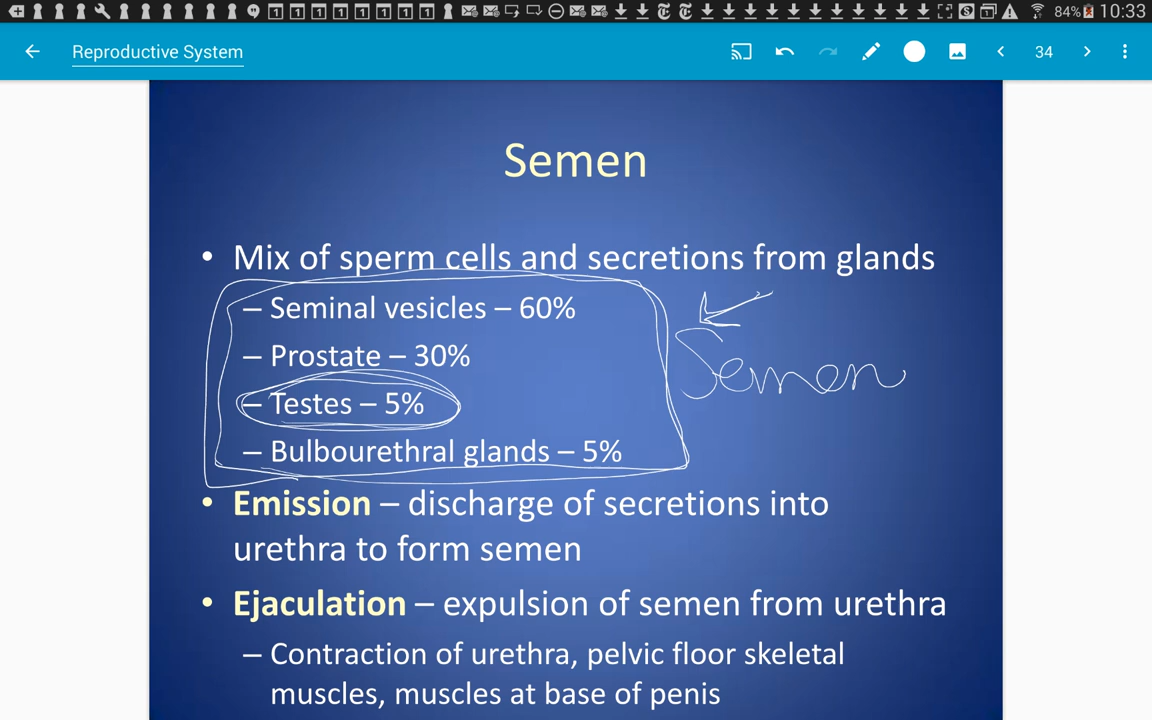 84% 10:33
Reproductive System
34
Semen
• Mix of sperm cells and secretions from glands
– Seminal vesicles – 60%
– Prostate – 30%
– Testes – 5%
– Bulbourethral glands – 5%
Semen
• Emission – discharge of secretions into
urethra to form semen
• Ejaculation – expulsion of semen from urethra
– Contraction of urethra, pelvic floor skeletal
muscles, muscles at base of penis